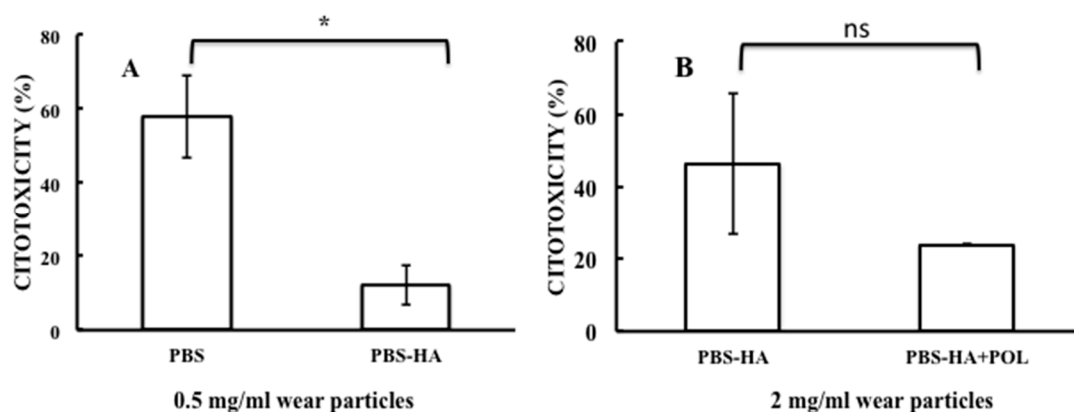 *
80
60
40
20
0
CITOTOXICITY (%)
A
PBS
PBS-HA
0.5 mg/ml wear particles
ns
80
60
40
20
0
CITOTOXICITY (%)
B
PBS-HA
PBS-HA+POL
2 mg/ml wear particles